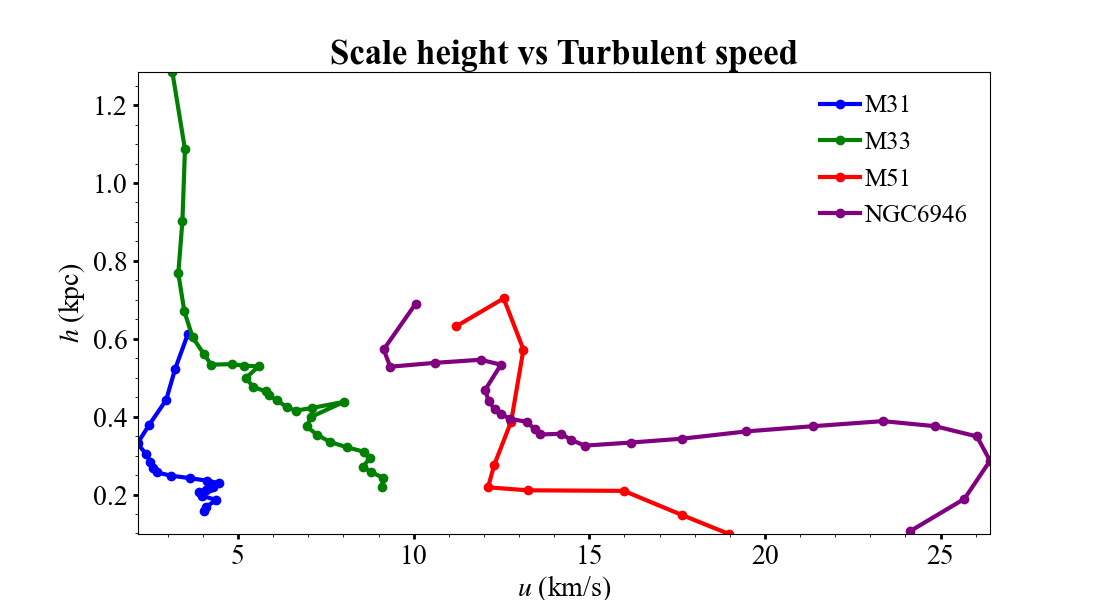 Scale height vs Turbulent speed
M31
M33
M51
NGC6946
h (kpc)
1.2
1.0
0.8
0.6
0.4
0.2
5 10 15 20 25
u (km/s)